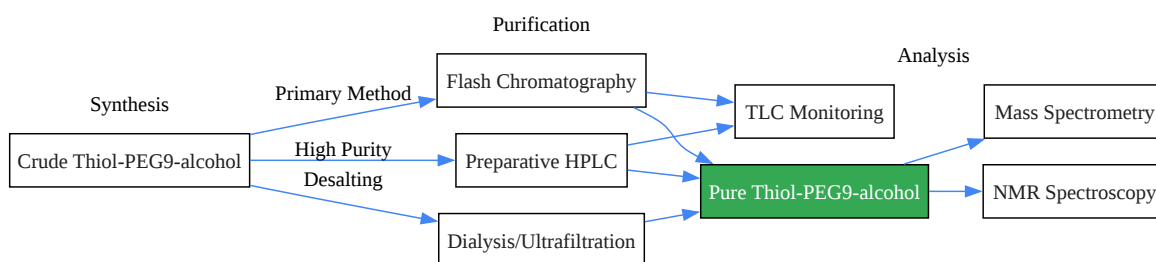 Purification
Analysis
Synthesis
Flash Chromatography
Primary Method
TLC Monitoring
Mass Spectrometry
Crude Thiol-PEG9-alcohol
High Purity
Preparative HPLC
Desalting
Pure Thiol-PEG9-alcohol
NMR Spectroscopy
Dialysis/Ultrafiltration